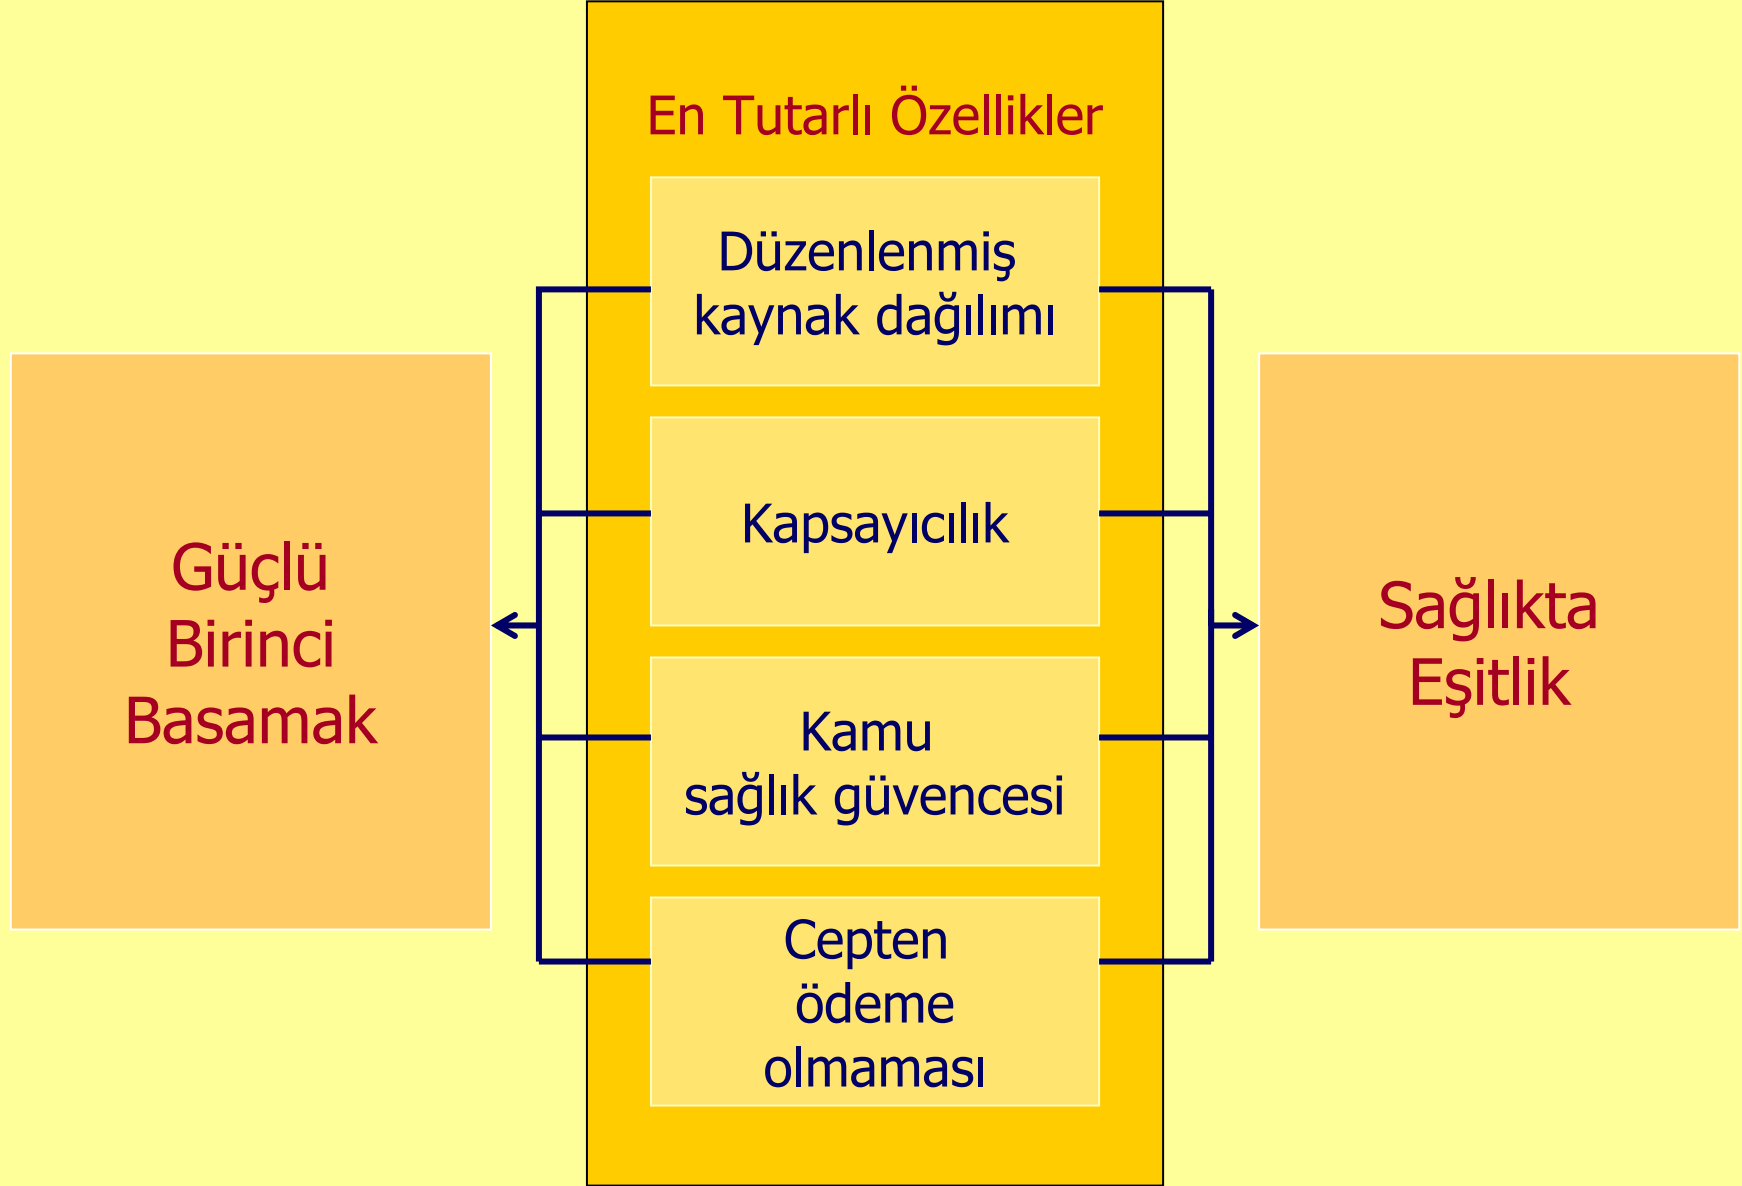 En Tutarlı Özellikler
Düzenlenmiş
kaynak dağılımı
Kapsayıcılık
Kamu
sağlık güvencesi
Cepten
ödeme
olmaması
Güçlü
Birinci
Basamak
Sağlıkta
Eşitlik